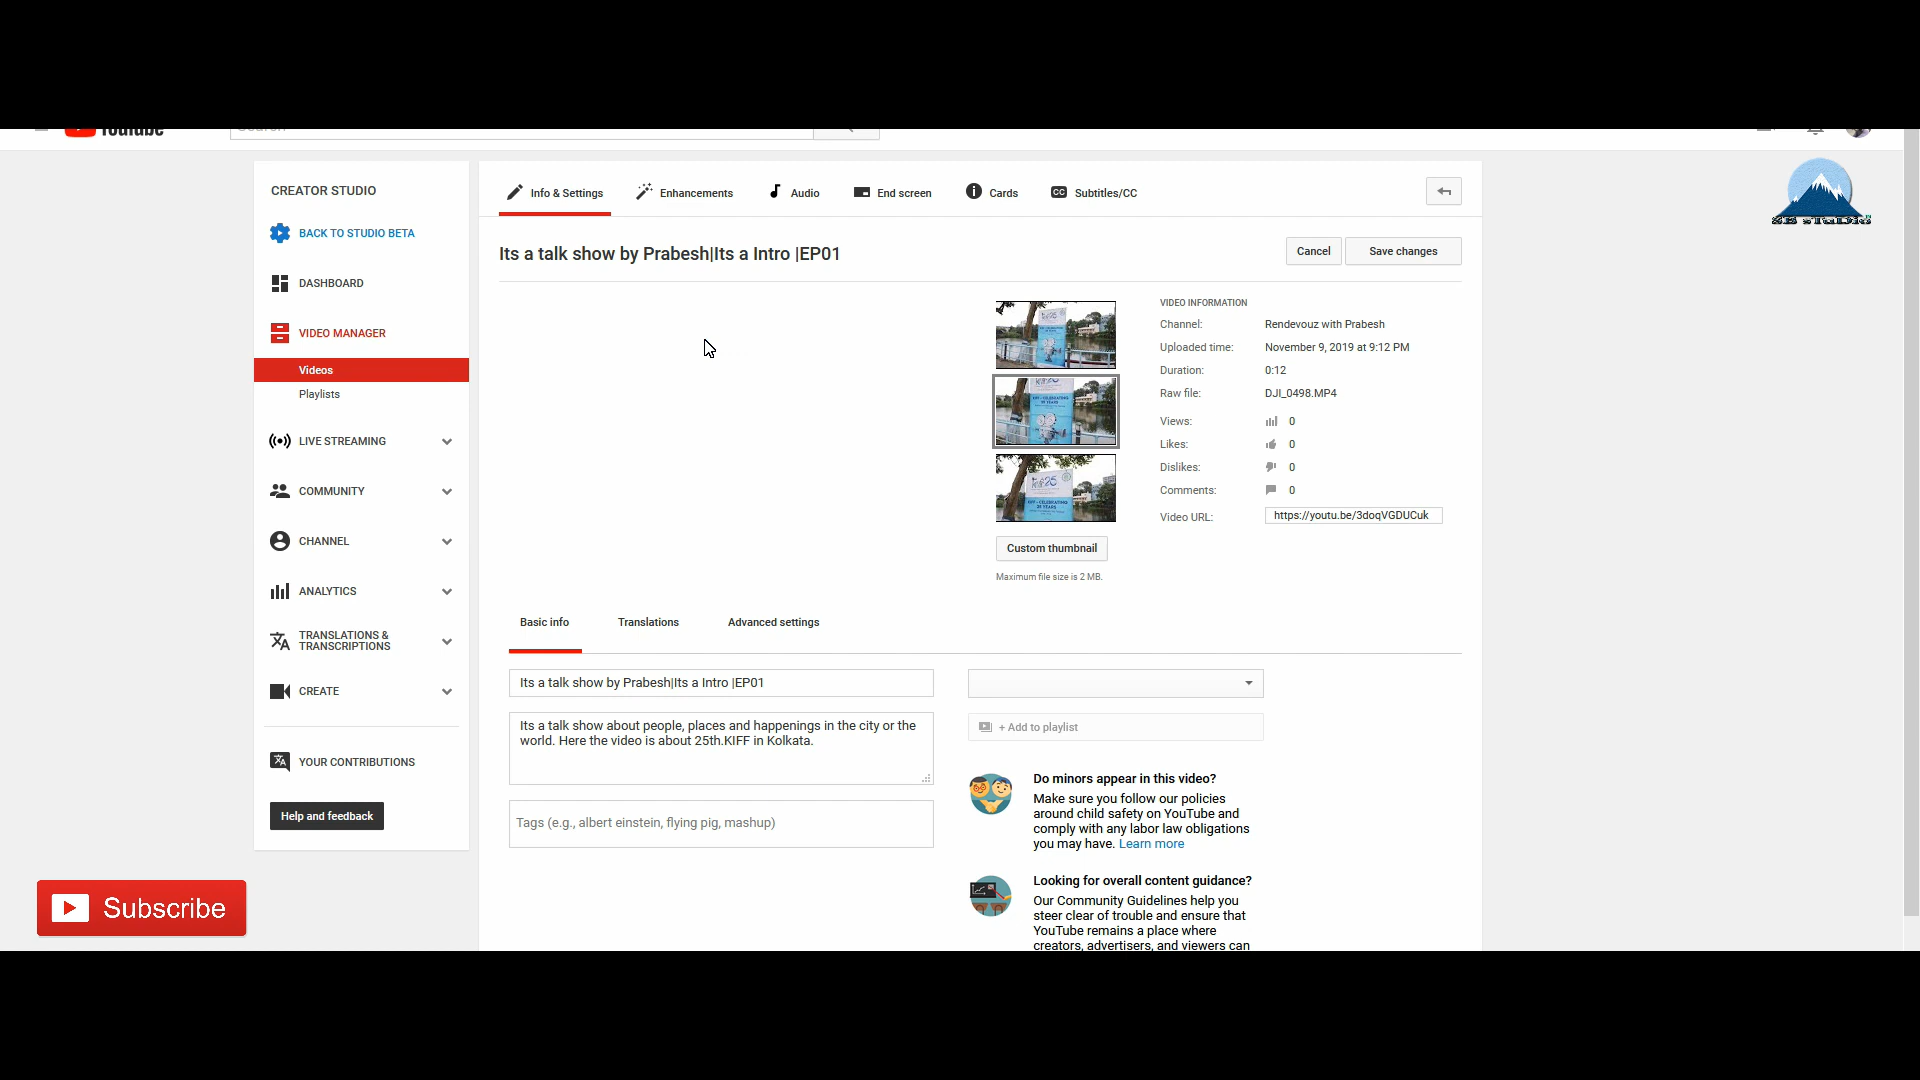 YouTube
Search
CREATOR STUDIO
BACK TO STUDIO BETA
DASHBOARD
VIDEO MANAGER
Videos
Playlists
LIVE STREAMING
COMMUNITY
CHANNEL
ANALYTICS
TRANSLATIONS &
TRANSCRIPTIONS
CREATE
YOUR CONTRIBUTIONS
Help and feedback
Subscribe
Info & Settings
Enhancements
Audio
End screen
Cards
CC Subtitles/CC
Its a talk show by Prabesh|Its a Intro |EP01
Cancel
Save changes
Custom thumbnail
Maximum file size is 2 MB.
VIDEO INFORMATION
Channel: Rendevouz with Prabesh
Uploaded time: November 9, 2019 at 9:12 PM
Duration: 0:12
Raw file: DJI_0498.MP4
Views: 0
Likes: 0
Dislikes: 0
Comments: 0
Video URL: https://youtu.be/3doqVGDUCuk
Basic info
Translations
Advanced settings
Its a talk show by Prabesh|Its a Intro |EP01
Its a talk show about people, places and happenings in the city or the
world. Here the video is about 25th.KIFF in Kolkata.
Tags (e.g., albert einstein, flying pig, mashup)
+ Add to playlist
Do minors appear in this video?
Make sure you follow our policies
around child safety on YouTube and
comply with any labor law obligations
you may have. Learn more
Looking for overall content guidance?
Our Community Guidelines help you
steer clear of trouble and ensure that
YouTube remains a place where
creators, advertisers, and viewers can